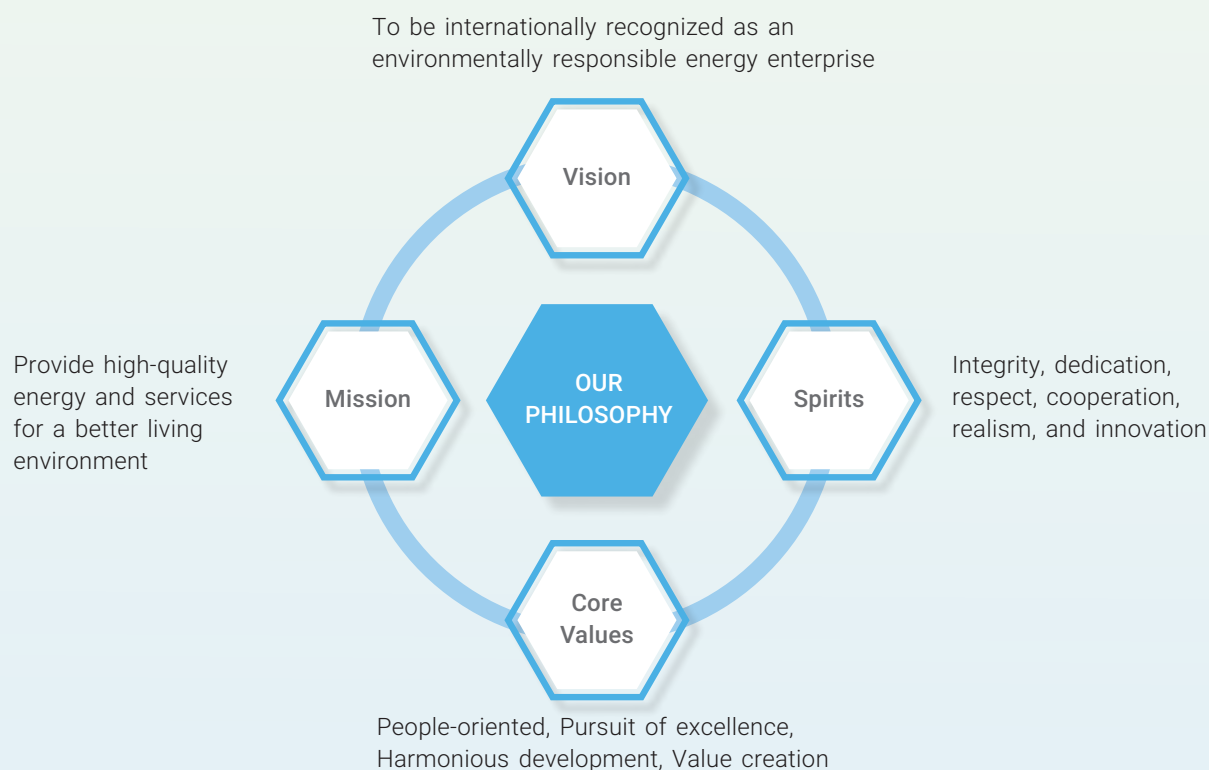 To be internationally recognized as an
environmentally responsible energy enterprise
Vision
Provide high-quality
energy and services
for a better living
environment
Mission
OUR
PHILOSOPHY
Spirits
Integrity, dedication,
respect, cooperation,
realism, and innovation
Core
Values
People-oriented, Pursuit of excellence,
Harmonious development, Value creation